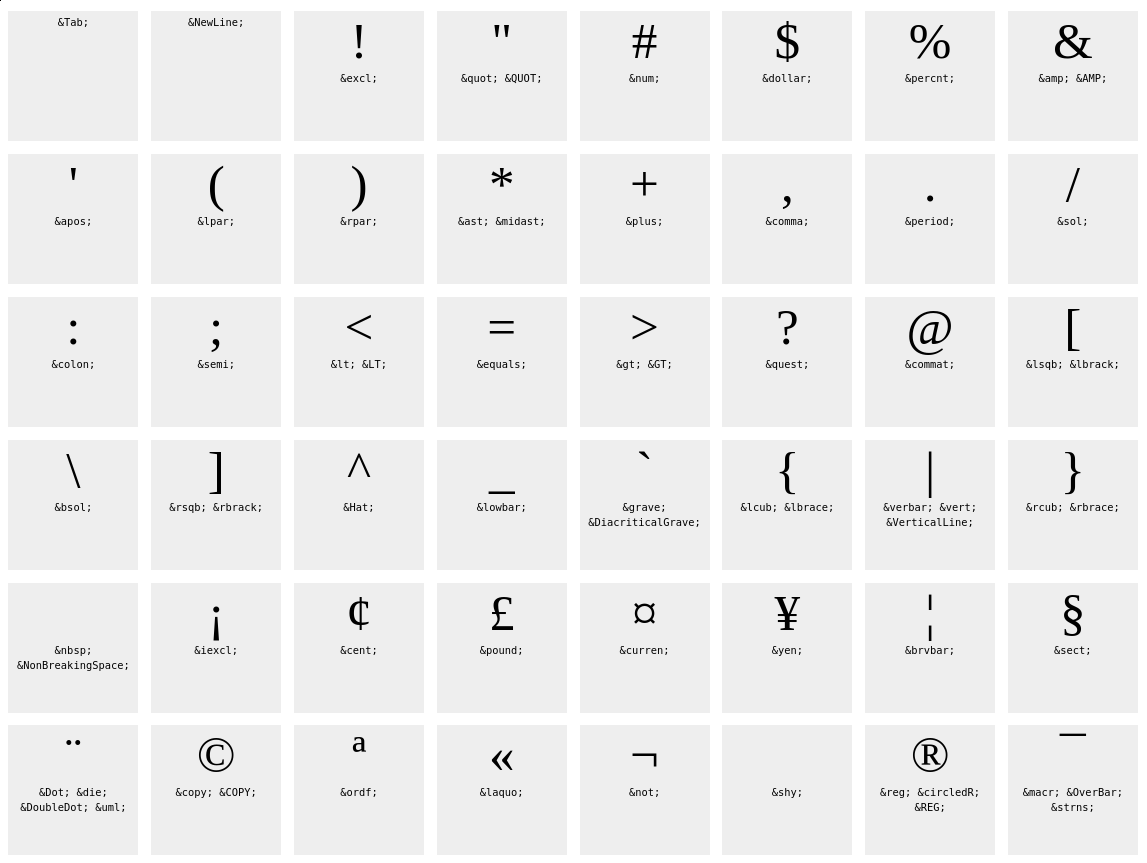 &Tab; &NewLine; ! " # $ % &
&excl; &quot; &QUOT; &num; &dollar; &percnt; &amp; &AMP;
' ( ) * + , . /
&apos; &lpar; &rpar; &ast; &midast; &plus; &comma; &period; &sol;
: ; < = > ? @ [
&colon; &semi; &lt; &LT; &equals; &gt; &GT; &quest; &commat; &lsqb; &lbrack;
\ ] ^ _ ` { | }
&bsol; &rsqb; &rbrack; &Hat; &lowbar; &grave; &lcub; &lbrace; &verbar; &vert; &rcub; &rbrace;
&DiacriticalGrave; &VerticalLine;
¡ ¢ £ ¤ ¥ ¦ §
&nbsp; &iexcl; &cent; &pound; &curren; &yen; &brvbar; &sect;
&NonBreakingSpace;
¨ © ª « ¬ ® ¯
&Dot; &die; &copy; &COPY; &ordf; &laquo; &not; &shy; &reg; &circledR; &macr; &OverBar;
&DoubleDot; &uml; &REG; &strns;